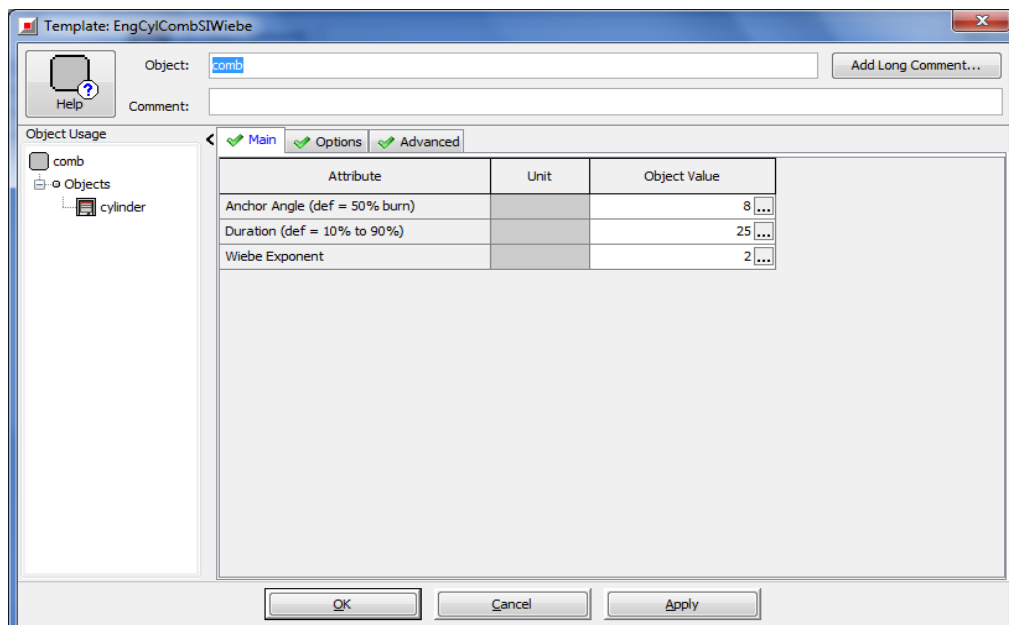 Template: EngCylCombSIWiebe
Object: comb Add Long Comment...
Help Comment:
Object Usage
comb
Objects
cylinder
Main Options Advanced
Attribute Unit Object Value
Anchor Angle (def = 50% burn) 8 ...
Duration (def = 10% to 90%) 25 ...
Wiebe Exponent 2 ...
OK Cancel Apply